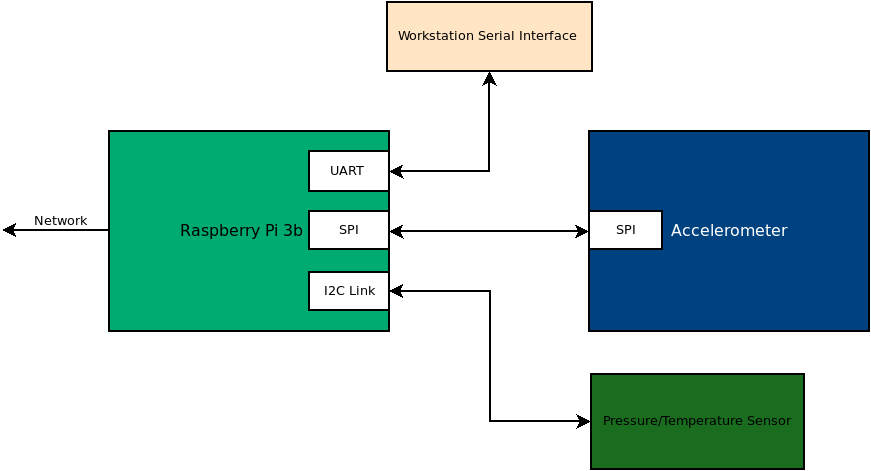 Workstation Serial Interface
UART
Network
Raspberry Pi 3b
SPI
SPI
Accelerometer
I2C Link
Pressure/Temperature Sensor